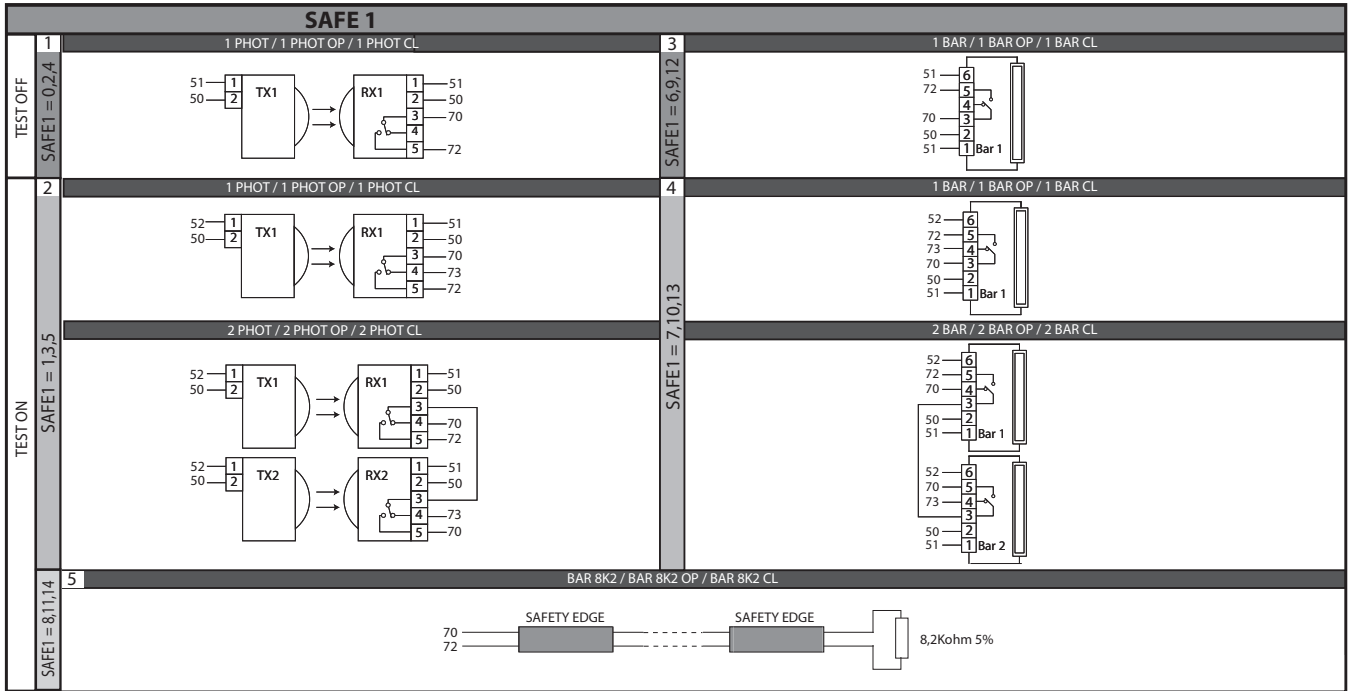 SAFE 1
TEST OFF
SAFE1 = 0,2,4
1
1 PHOT / 1 PHOT OP / 1 PHOT CL
51 1 TX1 RX1 1 51
50 2 2 50
3 70
4
5 72
SAFE1 = 6,9,12
3
1 BAR / 1 BAR OP / 1 BAR CL
51 6
72 5
4
70 3
50 2
51 1 Bar 1
TEST ON
SAFE1 = 1,3,5
2
1 PHOT / 1 PHOT OP / 1 PHOT CL
52 1 TX1 RX1 1 51
50 2 2 50
3 70
4 73
5 72
2 PHOT / 2 PHOT OP / 2 PHOT CL
52 1 TX1 RX1 1 51
50 2 2 50
3
4 70
5 72
52 1 TX2 RX2 1 51
50 2 2 50
3
4 73
5 70
SAFE1 = 7,10,13
4
1 BAR / 1 BAR OP / 1 BAR CL
52 6
72 5
73 4
70 3
50 2
51 1 Bar 1
2 BAR / 2 BAR OP / 2 BAR CL
52 6
72 5
70 4
3
50 2
51 1 Bar 1
52 6
70 5
73 4
3
50 2
51 1 Bar 2
SAFE1 = 8,11,14
5
BAR 8K2 / BAR 8K2 OP / BAR 8K2 CL
SAFETY EDGE SAFETY EDGE
70
72
8,2Kohm 5%